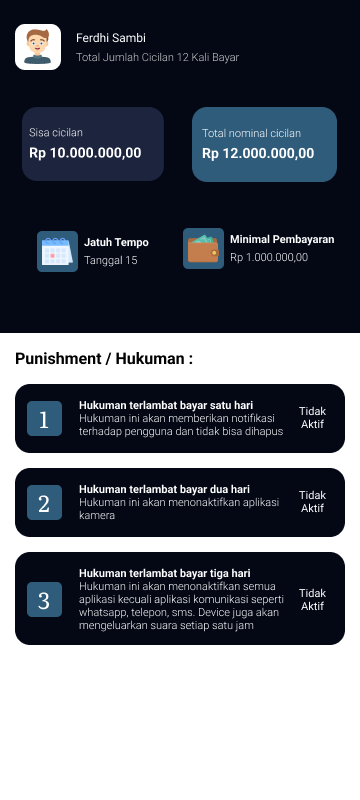 Ferdhi Sambi
Total Jumlah Cicilan 12 Kali Bayar
Sisa cicilan
Rp 10.000.000,00
Total nominal cicilan
Rp 12.000.000,00
Jatuh Tempo
Tanggal 15
Minimal Pembayaran
Rp 1.000.000,00
Punishment / Hukuman :
1
Hukuman terlambat bayar satu hari
Hukuman ini akan memberikan notifikasi
terhadap pengguna dan tidak bisa dihapus
Tidak
Aktif
2
Hukuman terlambat bayar dua hari
Hukuman ini akan menonaktifkan aplikasi
kamera
Tidak
Aktif
3
Hukuman terlambat bayar tiga hari
Hukuman ini akan menonaktifkan semua
aplikasi kecuali aplikasi komunikasi seperti
whatsapp, telepon, sms. Device juga akan
mengeluarkan suara setiap satu jam
Tidak
Aktif